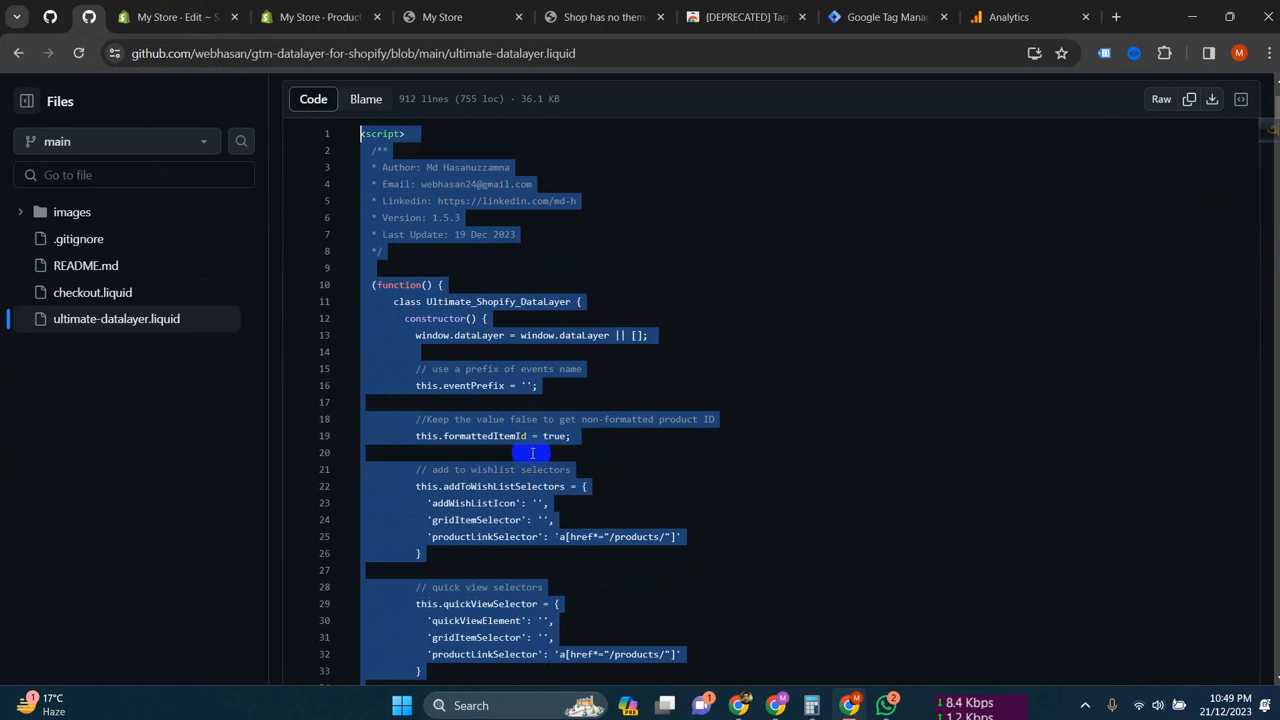 My Store · Edit ~ S
My Store · Product
My Store
Shop has no them
[DEPRECATED] Tag
Google Tag Mana
Analytics
github.com/webhasan/gtm-datalayer-for-shopify/blob/main/ultimate-datalayer.liquid
M
Files
main
Go to file
images
.gitignore
README.md
checkout.liquid
ultimate-datalayer.liquid
Code Blame 912 lines (755 loc) · 36.1 KB Raw
1 <script>
2 /**
3 * Author: Md Hasanuzzamna
4 * Email: webhasan24@gmail.com
5 * Linkedin: https://linkedin.com/md-h
6 * Version: 1.5.3
7 * Last Update: 19 Dec 2023
8 */
9
10 (function() {
11 class Ultimate_Shopify_DataLayer {
12 constructor() {
13 window.dataLayer = window.dataLayer || [];
14
15 // use a prefix of events name
16 this.eventPrefix = '';
17
18 //Keep the value false to get non-formatted product ID
19 this.formattedItemId = true;
20
21 // add to wishlist selectors
22 this.addToWishListSelectors = {
23 'addWishListIcon': '',
24 'gridItemSelector': '',
25 'productLinkSelector': 'a[href*="/products/"]'
26 }
27
28 // quick view selectors
29 this.quickViewSelector = {
30 'quickViewElement': '',
31 'gridItemSelector': '',
32 'productLinkSelector': 'a[href*="/products/"]'
33 }
1
17°C
Haze
Search
PRE
1
M
2
8.4 Kbps
1.2 Kbps
10:49 PM
21/12/2023